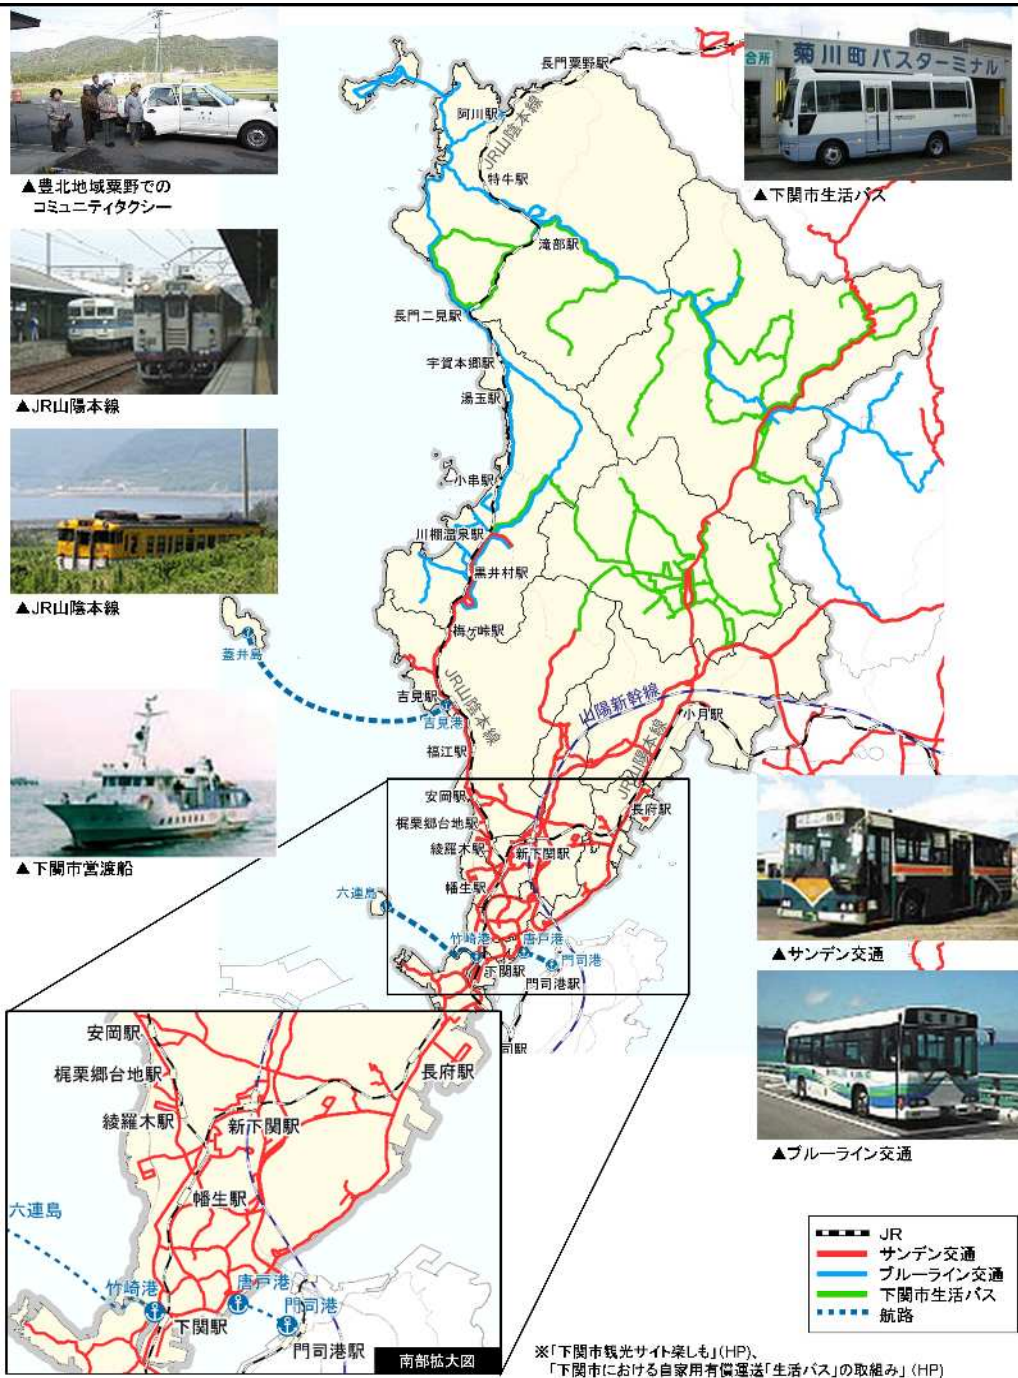 菊川町バスターミナル
合所
▲豊北地域粟野での
コミュニティタクシー
▲下関市生活バス
▲JR山陽本線
▲JR山陰本線
▲下関市営渡船
▲サンデン交通
▲ブルーライン交通
長門粟野駅
阿川駅
JR山陰本線
特牛駅
滝部駅
長門二見駅
宇賀本郷駅
湯玉駅
小串駅
川棚温泉駅
黒井村駅
梅ヶ峠駅
蓋井島
吉見駅
吉見港
JR山陰本線
山陽新幹線
小月駅
JR山陽本線
福江駅
安岡駅
長府駅
梶栗郷台地駅
綾羅木駅
新下関駅
幡生駅
六連島
竹崎港
唐戸港
門司港
下関駅
門司港駅
司駅
安岡駅
梶栗郷台地駅
長府駅
綾羅木駅
新下関駅
幡生駅
六連島
竹崎港
唐戸港
門司港
下関駅
門司港駅
南部拡大図
JR
サンデン交通
ブルーライン交通
下関市生活バス
航路
※「下関市観光サイト楽しも」(HP)、
「下関市における自家用有償運送「生活バス」の取組み」(HP)